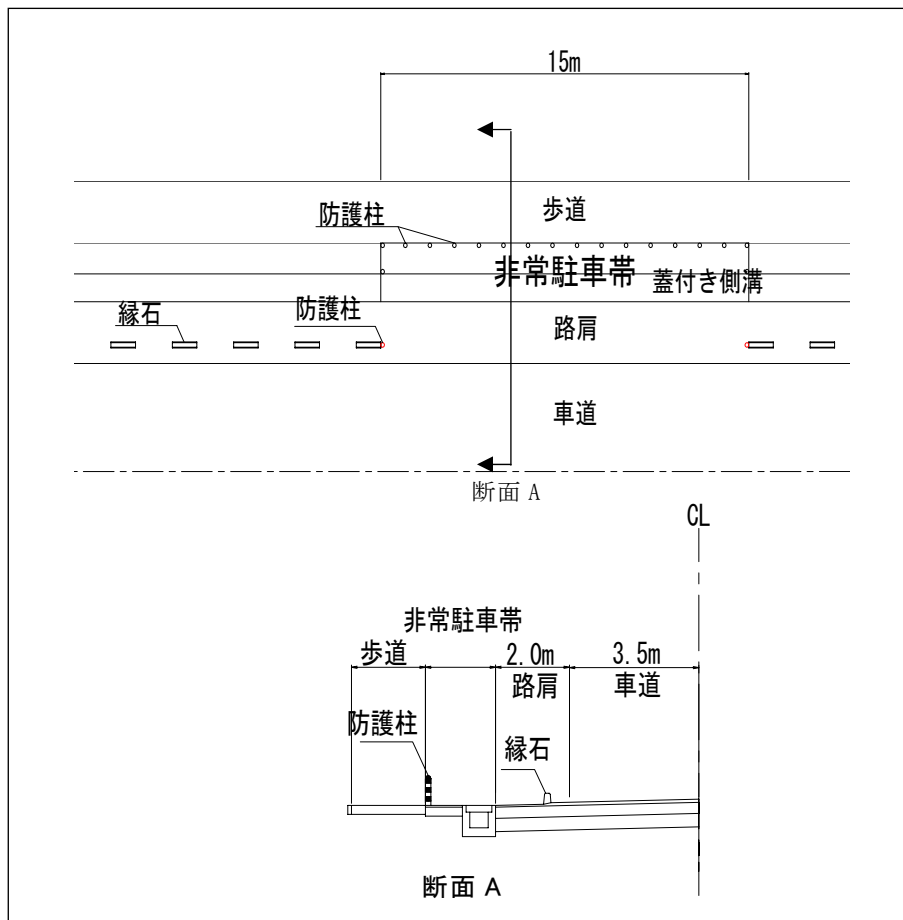 15m
歩道
防護柱
非常駐車帯
蓋付き側溝
縁石
防護柱
路肩
車道
断面 A
CL
非常駐車帯
歩道
2.0m
3.5m
路肩
車道
防護柱
縁石
断面 A